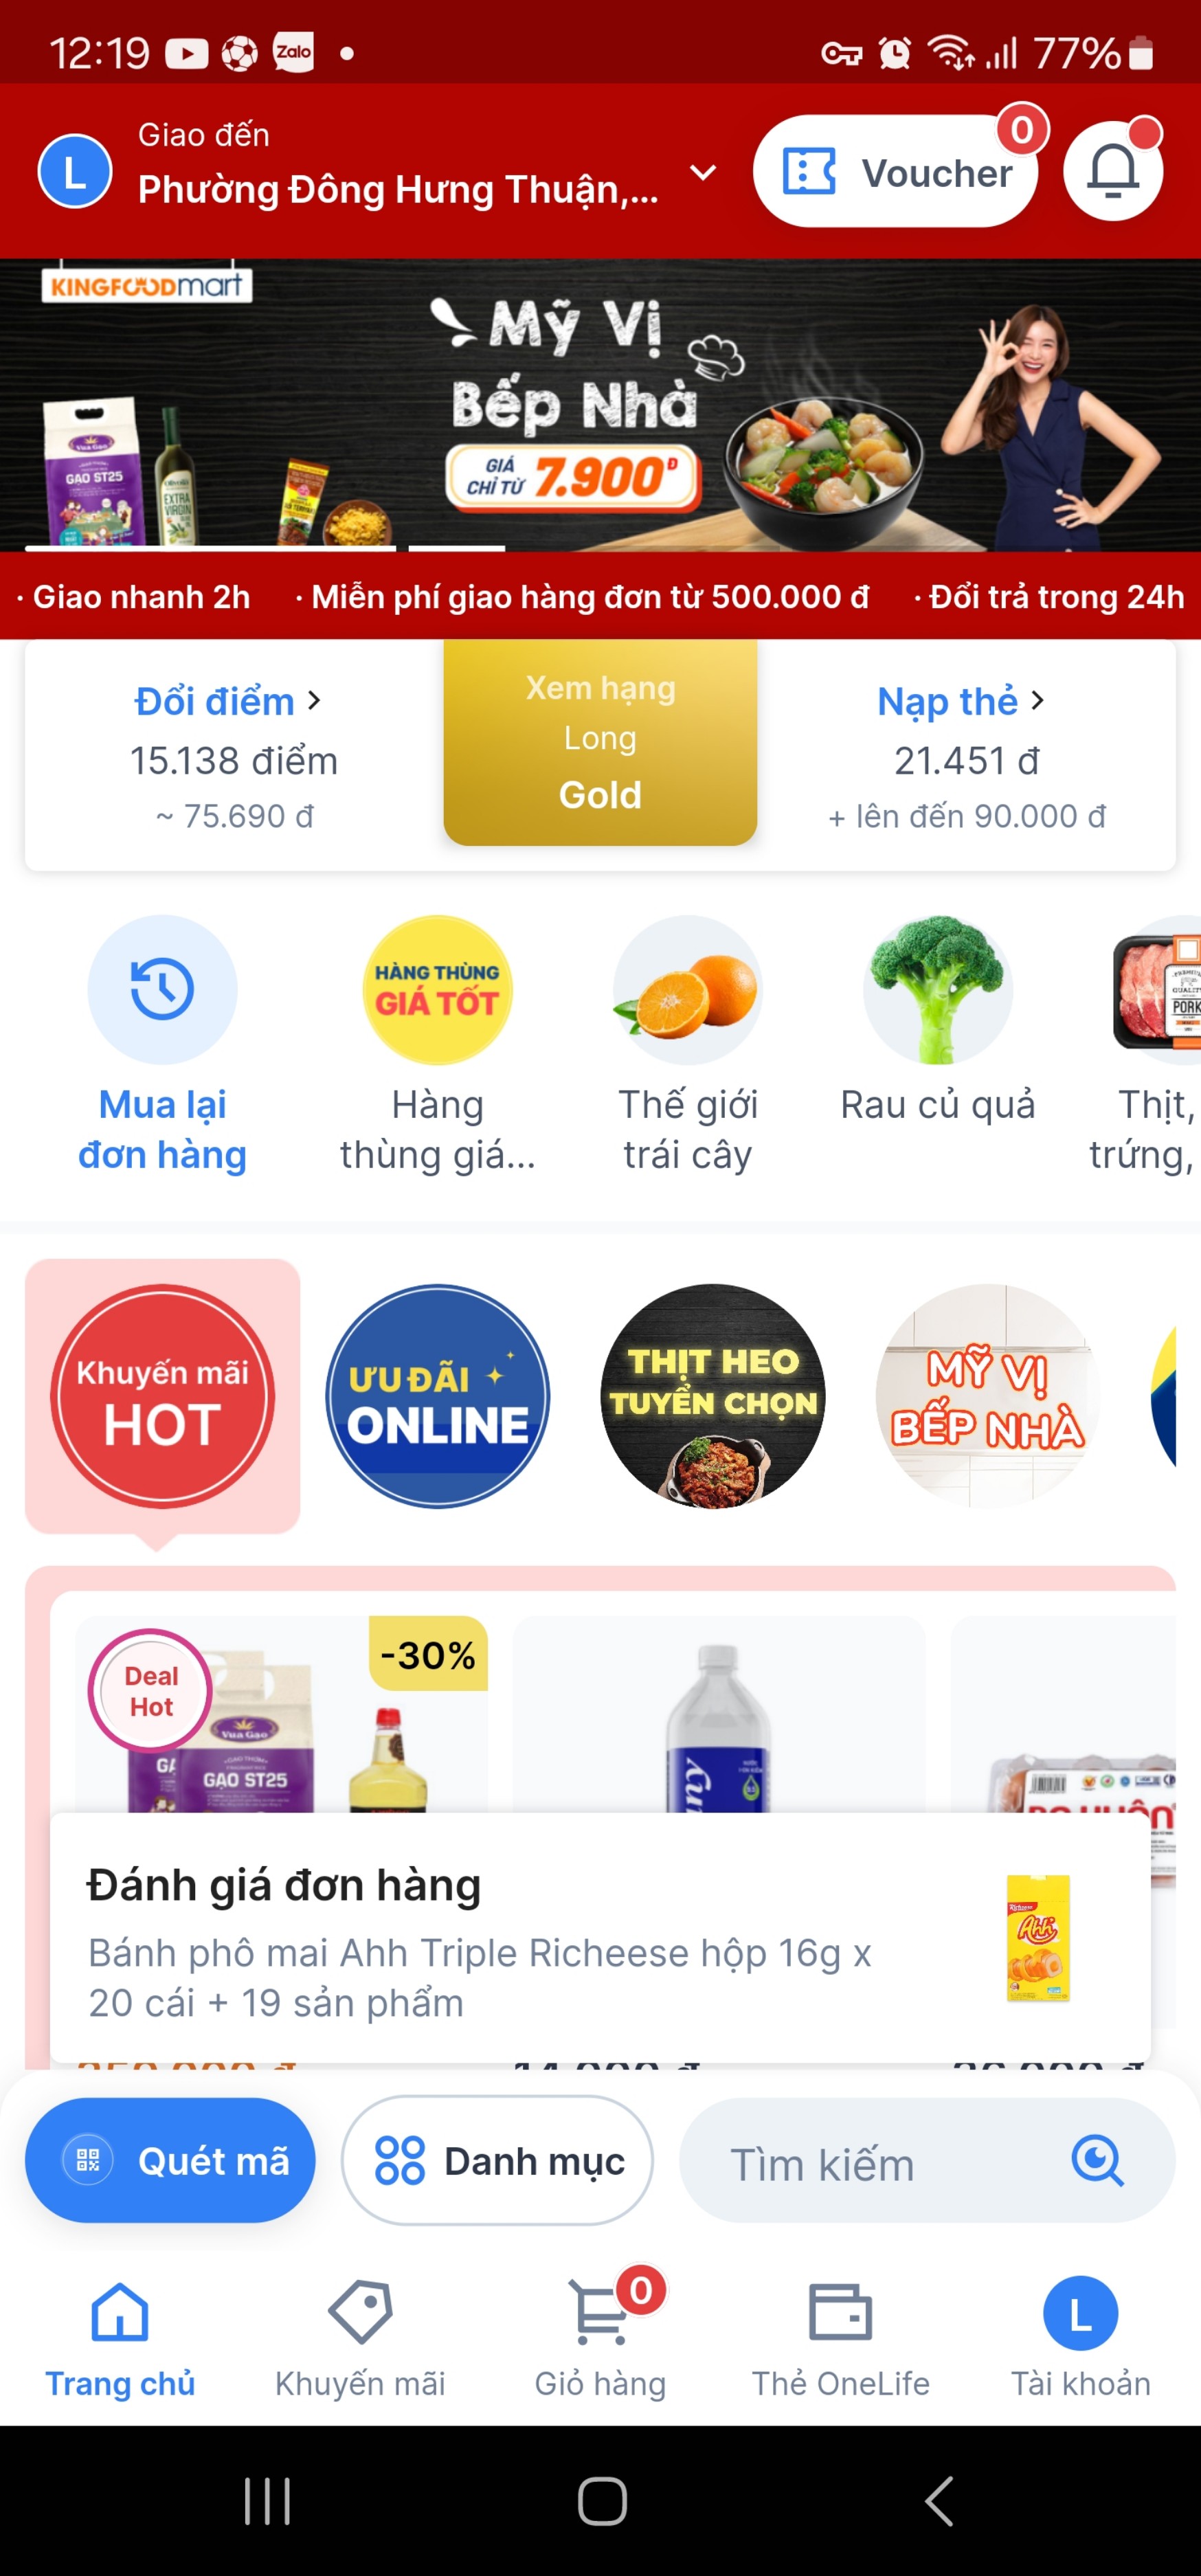 12:19
Zalo
77%
L
Giao đến
Phường Đông Hưng Thuận,...
Voucher
0
KINGFOODmart
Mỹ Vị
Bếp Nhà
GIÁ
CHỈ TỪ 7.900Đ
Vua Gạo
GẠO ST25
EXTRA
VIRGIN
· Giao nhanh 2h · Miễn phí giao hàng đơn từ 500.000 đ · Đổi trả trong 24h
Đổi điểm
15.138 điểm
~ 75.690 đ
Xem hạng
Long
Gold
Nạp thẻ
21.451 đ
+ lên đến 90.000 đ
HÀNG THÙNG
GIÁ TỐT
QUALITY
PORK
Mua lại
đơn hàng
Hàng
thùng giá...
Thế giới
trái cây
Rau củ quả
Thịt,
trứng,
Khuyến mãi
HOT
ƯU ĐÃI
ONLINE
THỊT HEO
TUYỂN CHỌN
MỸ VỊ
BẾP NHÀ
Deal
Hot
-30%
Vua Gạo
GẠO ST25
Đánh giá đơn hàng
Bánh phô mai Ahh Triple Richeese hộp 16g x
20 cái + 19 sản phẩm
Richeese
Ahh
Quét mã
Danh mục
Tìm kiếm
0
L
Trang chủ
Khuyến mãi
Giỏ hàng
Thẻ OneLife
Tài khoản